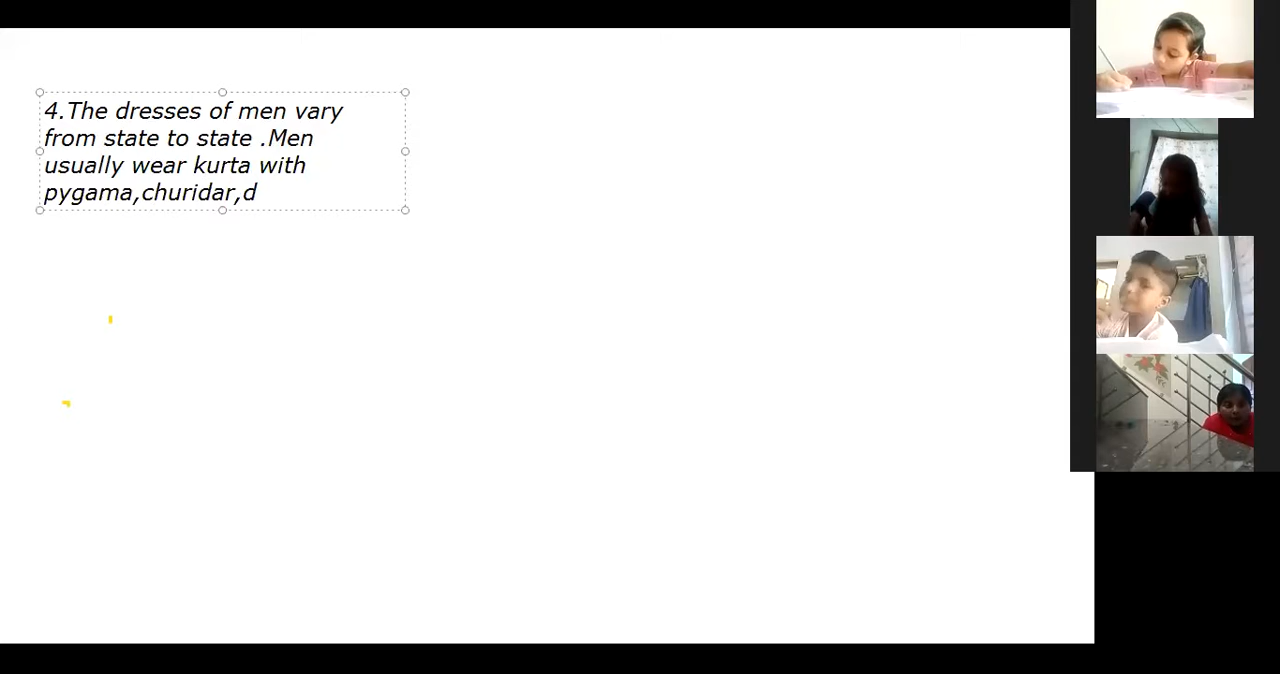 4.The dresses of men vary
from state to state .Men
usually wear kurta with
pygama,churidar,d